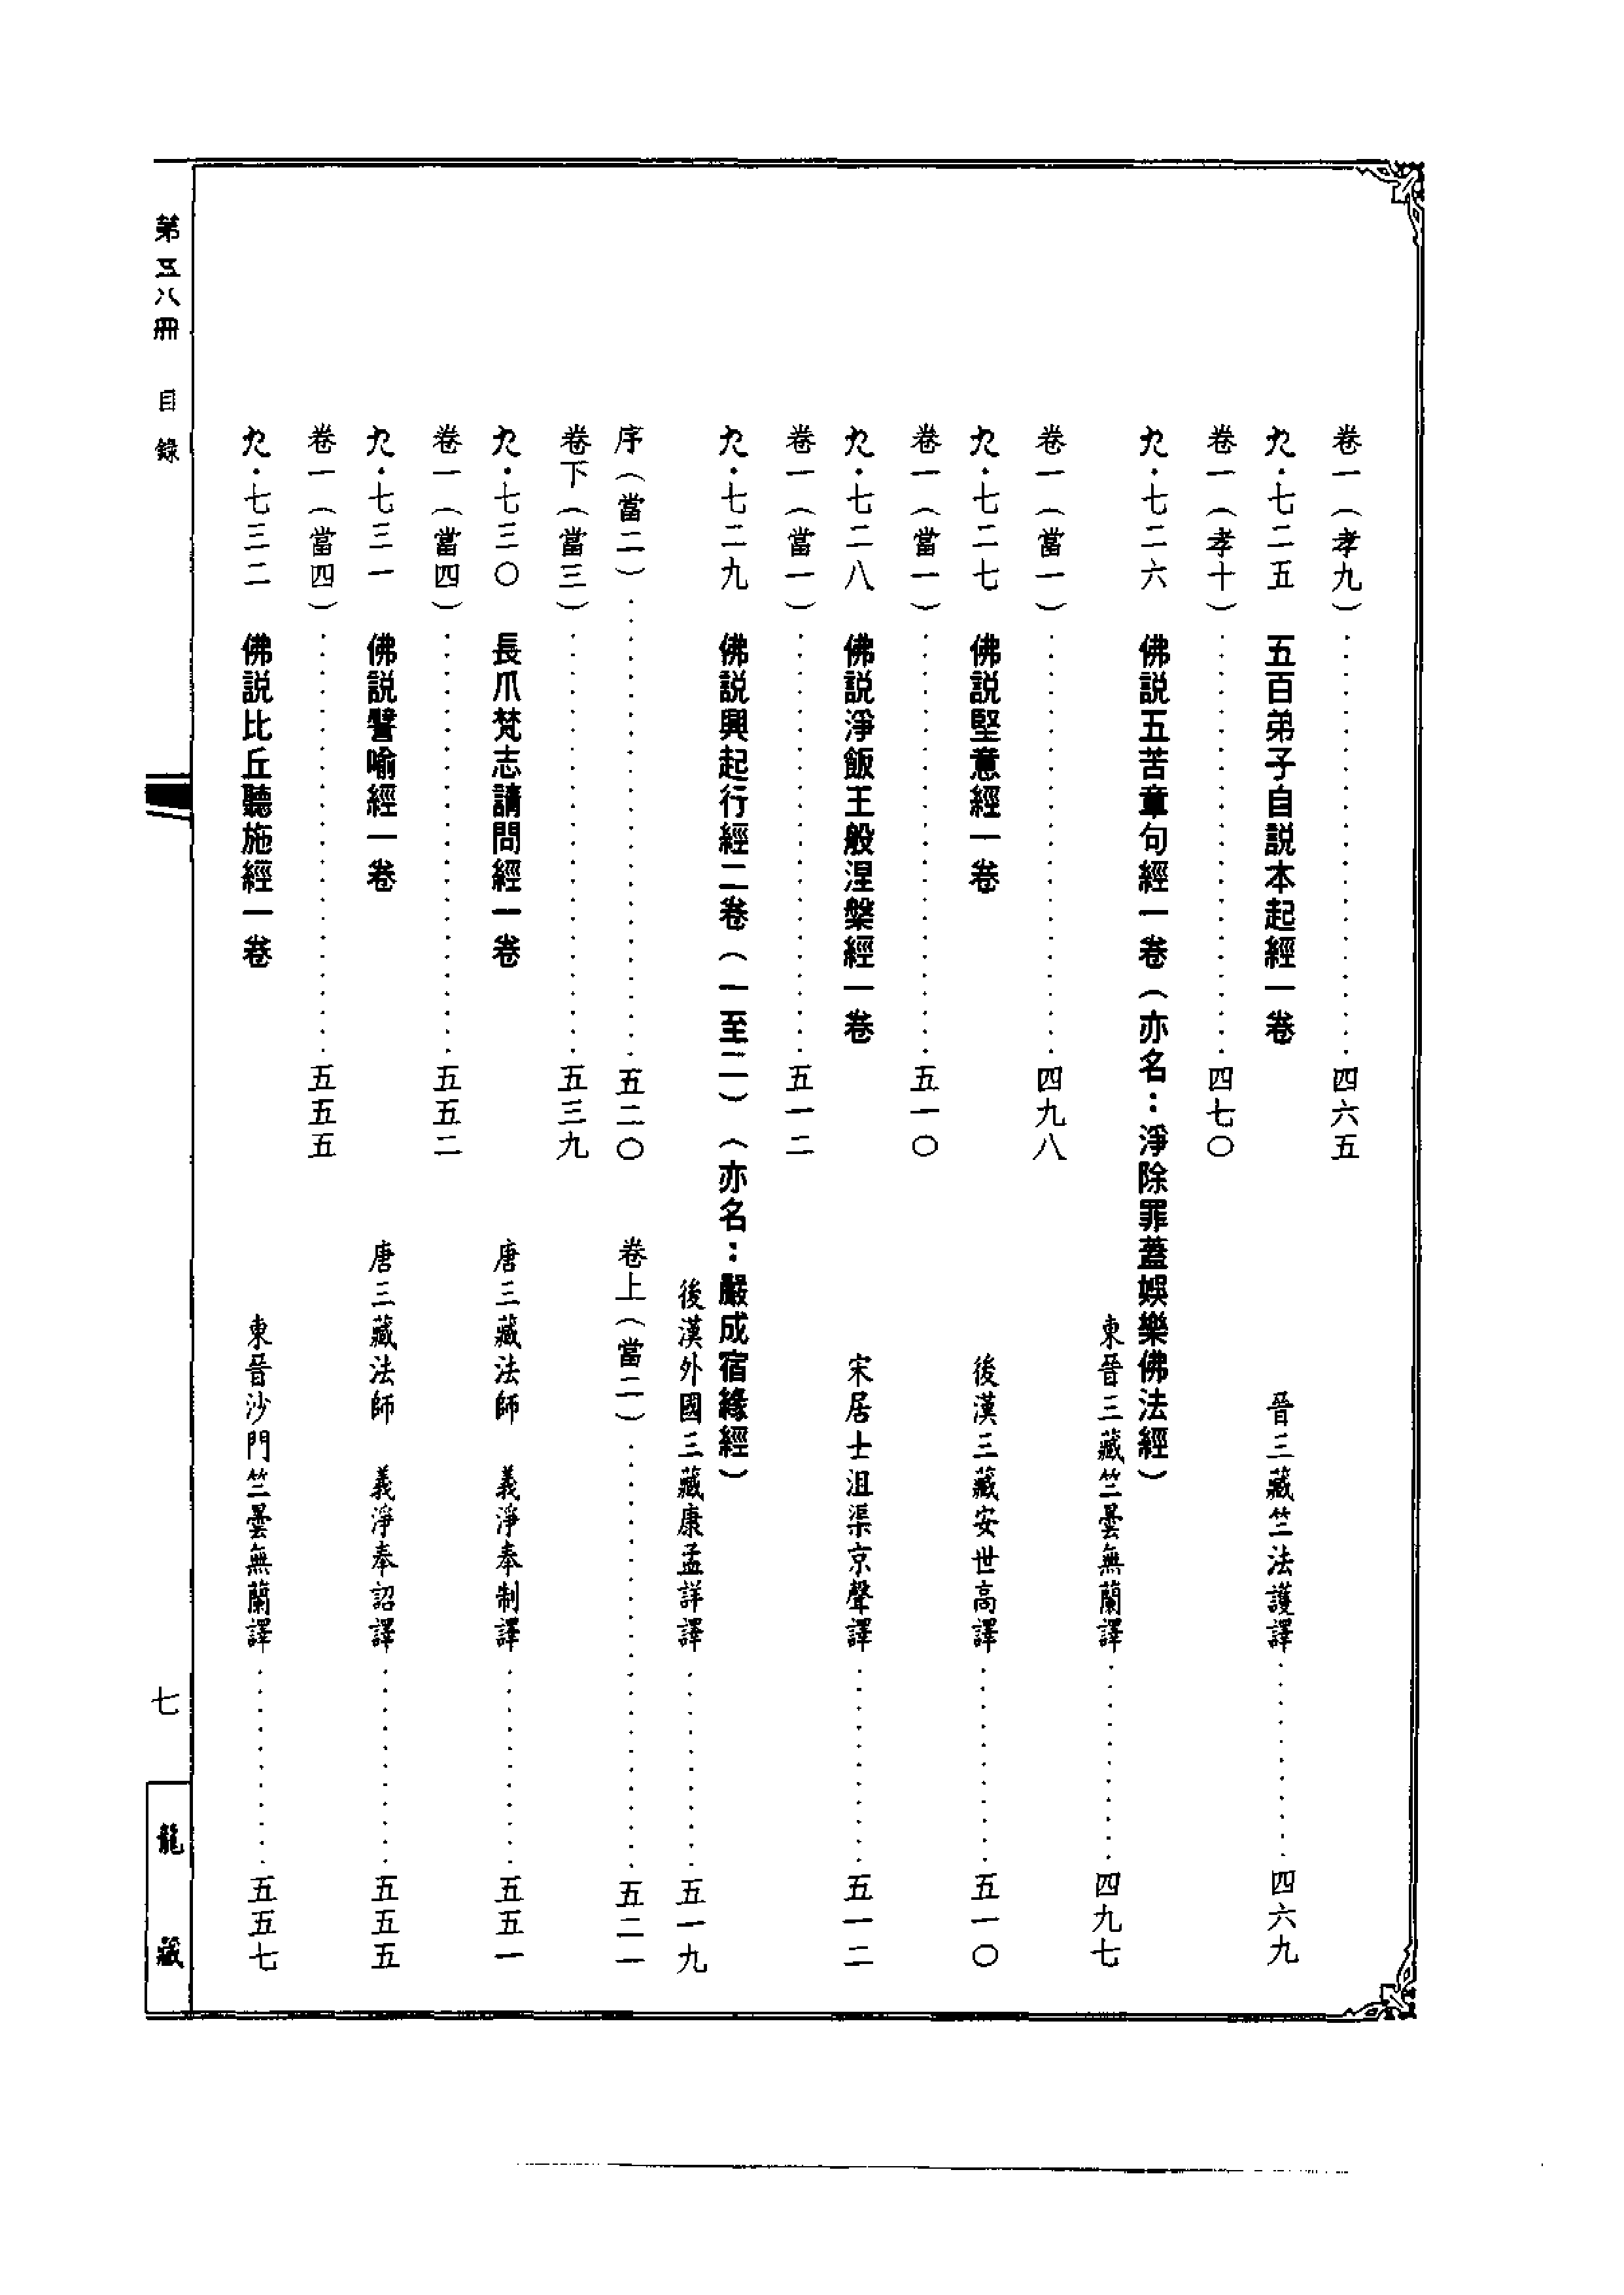 卷一（孝九）……四六五
九·七二五　五百弟子自説本起經一卷　晉三藏竺法護譯……四六九
卷一（孝十）……四七〇
九·七二六　佛説五苦章句經一卷（亦名：淨除罪蓋娛樂佛法經）
東晉三藏竺曇無蘭譯……四九七
卷一（當一）……四九八
九·七二七　佛説堅意經一卷　後漢三藏安世高譯……五一〇
卷一（當一）……五一〇
九·七二八　佛説淨飯王般涅槃經一卷　宋居士沮渠京聲譯……五一二
卷一（當一）……五一二
九·七二九　佛説興起行經二卷（一至二）（亦名：嚴成宿緣經）
後漢外國三藏康孟詳譯……五一九
序（當二）……五二〇　卷上（當二）……五二一
卷下（當三）……五三九
九·七三〇　長爪梵志請問經一卷　唐三藏法師　義淨奉制譯……五五一
卷一（當四）……五五二
九·七三一　佛説譬喻經一卷　唐三藏法師　義淨奉詔譯……五五五
卷一（當四）……五五五
九·七三二　佛説比丘聽施經一卷　東晉沙門竺曇無蘭譯……五五七
第五八冊　目錄　七　龍藏